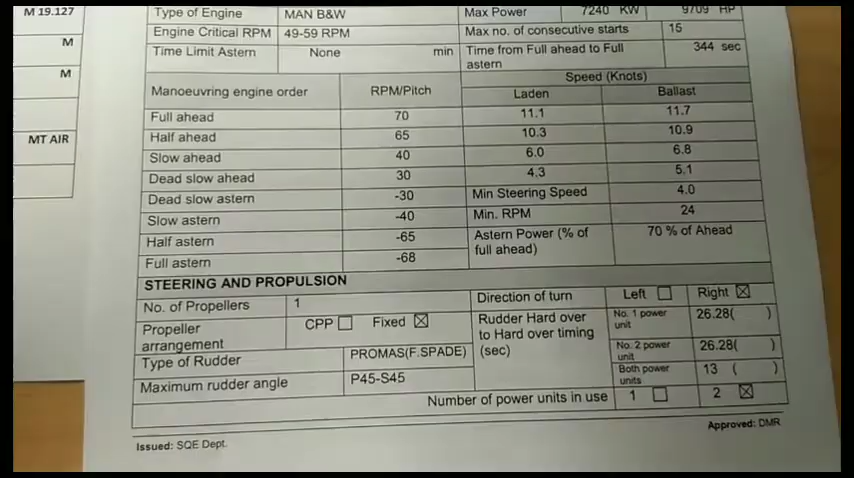 M 19.127
M
M
MT AIR
Type of Engine MAN B&W Max Power 7240 KW 9709 HP
Engine Critical RPM 49-59 RPM Max no. of consecutive starts 15
Time Limit Astern None min Time from Full ahead to Full astern 344 sec
Manoeuvring engine order RPM/Pitch Speed (Knots)
Laden Ballast
Full ahead 70 11.1 11.7
Half ahead 65 10.3 10.9
Slow ahead 40 6.0 6.8
Dead slow ahead 30 4.3 5.1
Dead slow astern -30 Min Steering Speed 4.0
Slow astern -40 Min. RPM 24
Half astern -65 Astern Power (% of full ahead) 70 % of Ahead
Full astern -68
STEERING AND PROPULSION
No. of Propellers 1 Direction of turn Left ☐ Right ☒
Propeller arrangement CPP ☐ Fixed ☒ Rudder Hard over to Hard over timing (sec) No. 1 power unit 26.28( )
Type of Rudder PROMAS(F.SPADE) No. 2 power unit 26.28( )
Maximum rudder angle P45-S45 Both power units 13 ( )
Number of power units in use 1 ☐ 2 ☒
Issued: SQE Dept. Approved: DMR